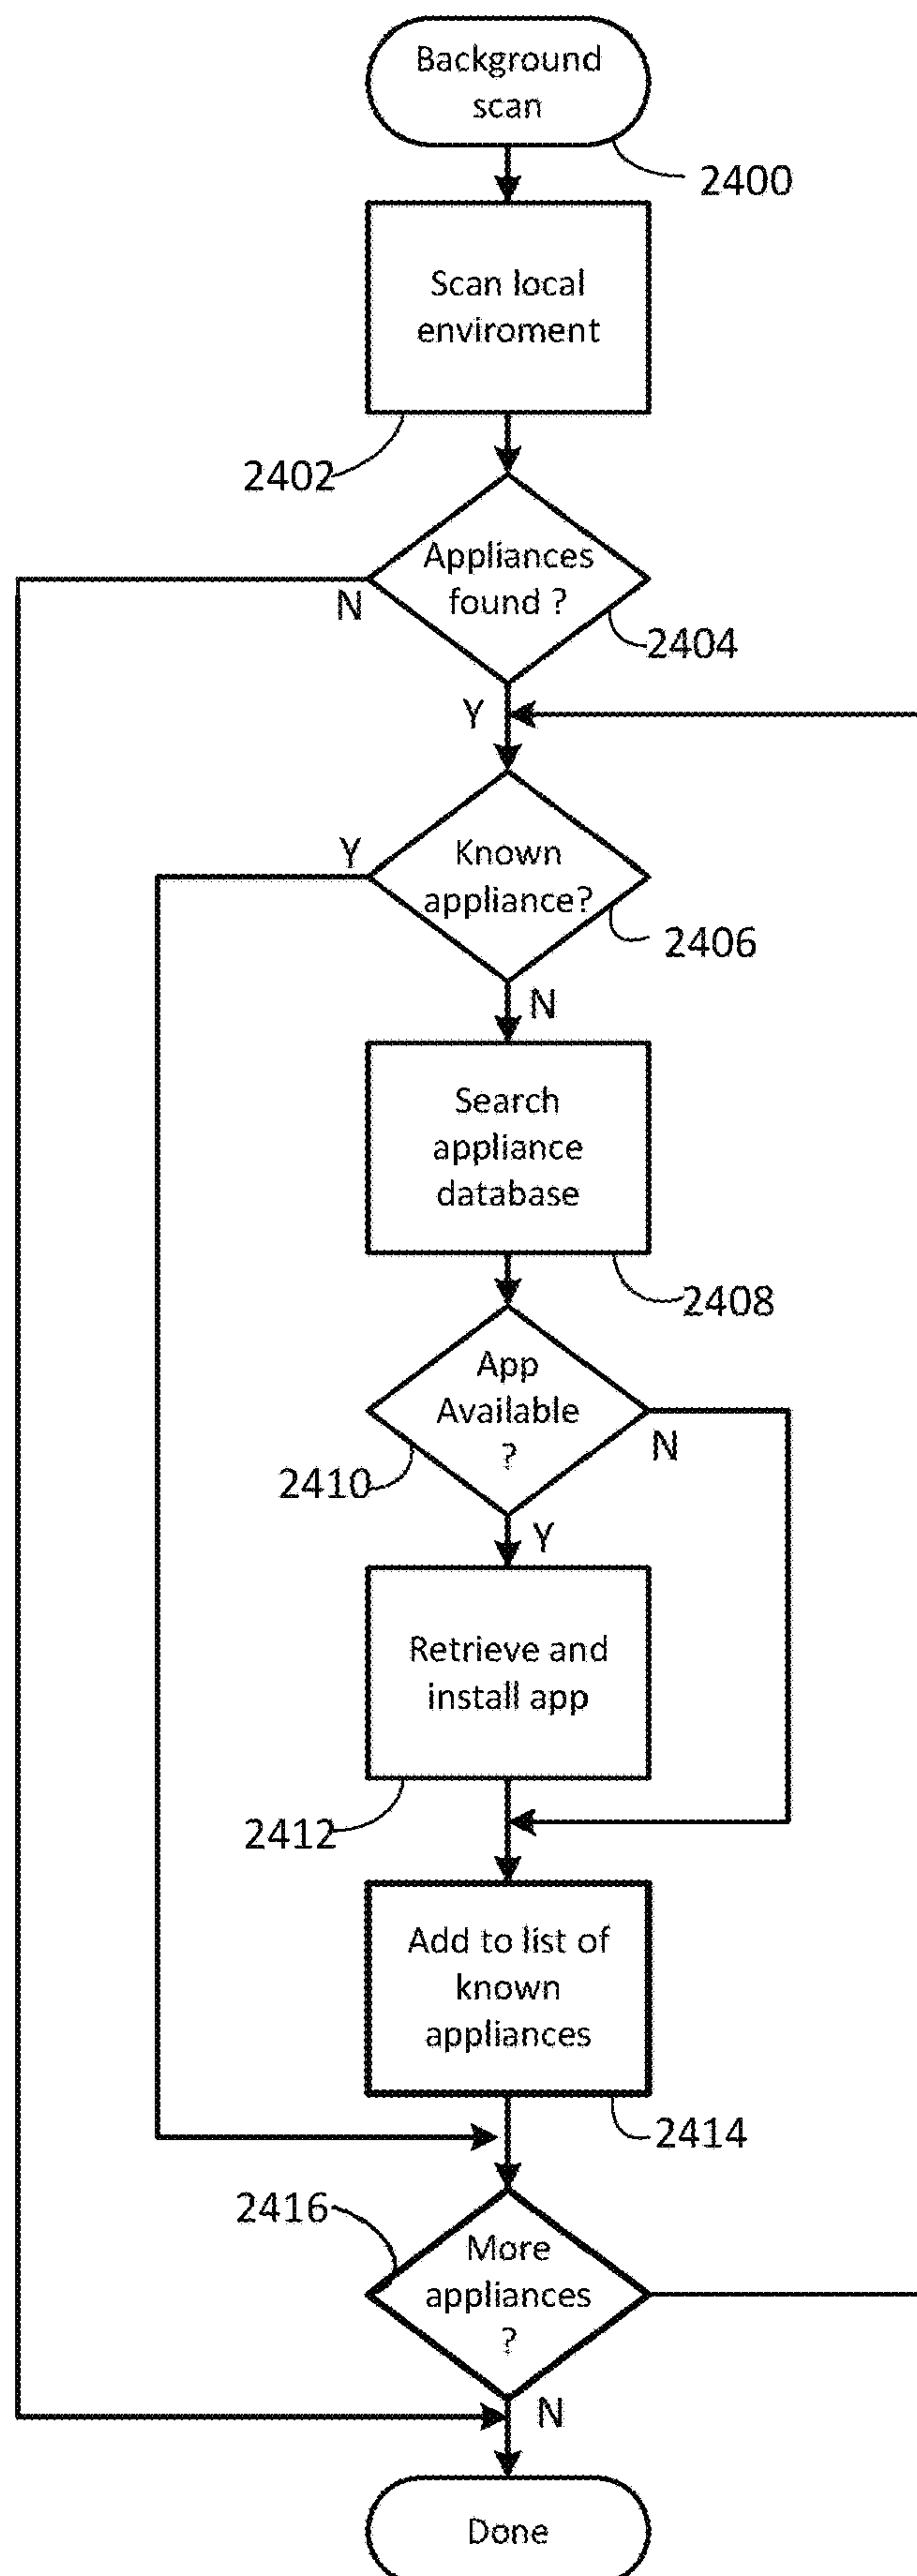 Background
scan
2400
Scan local
enviroment
2402
Appliances
found ?
N
2404
Y
Y
Known
appliance?
2406
N
Search
appliance
database
2408
App
Available
?
N
2410
Y
Retrieve and
install app
2412
Add to list of
known
appliances
2414
2416
More
appliances
?
N
Done